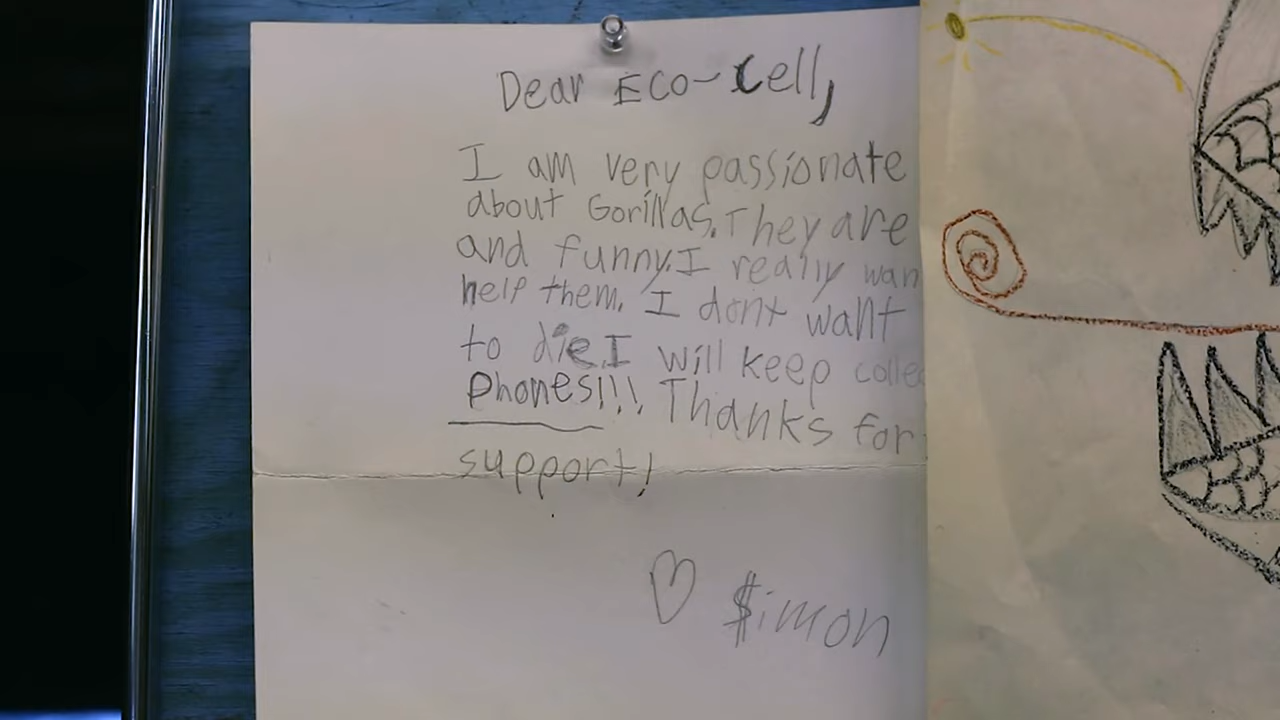 Dear Eco-Cell,
I am very passionate
about Gorillas. They are
and funny. I really wan
help them. I dont want
to die. I will keep colle
Phones!!! Thanks for
support!
♡ $imon